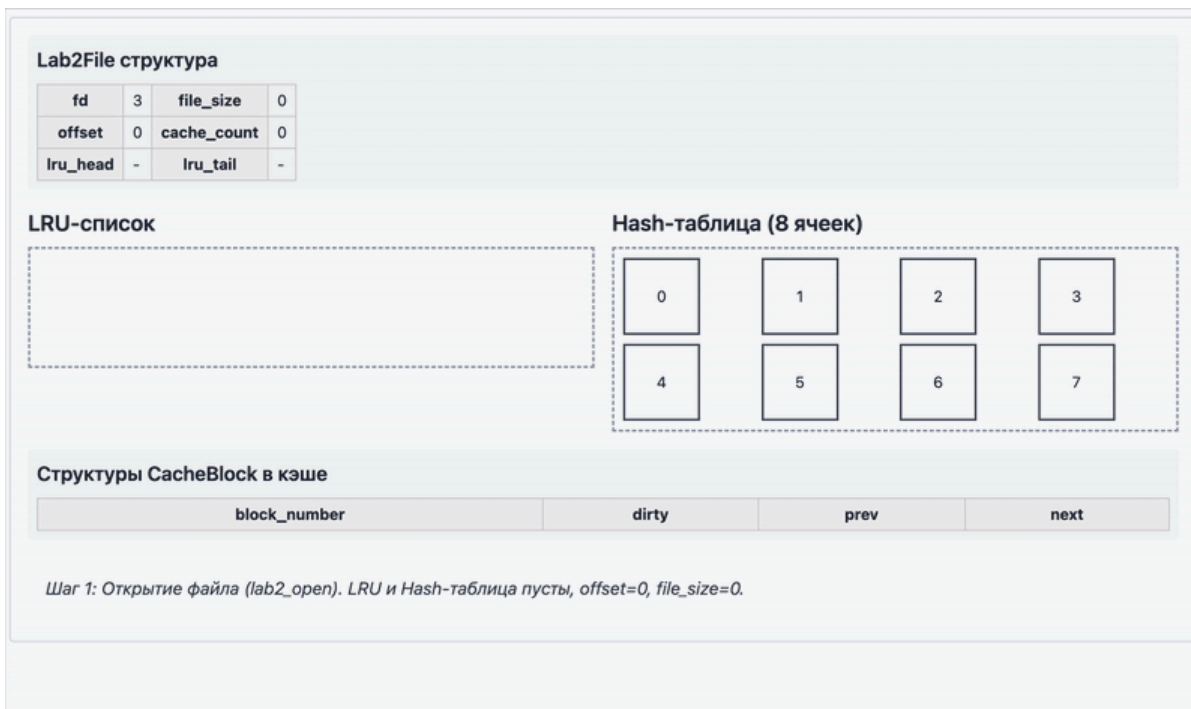 Lab2File структура
fd 3 file_size 0
offset 0 cache_count 0
lru_head - lru_tail -
LRU-список
Hash-таблица (8 ячеек)
0 1 2 3
4 5 6 7
Структуры CacheBlock в кэше
block_number dirty prev next
Шаг 1: Открытие файла (lab2_open). LRU и Hash-таблица пусты, offset=0, file_size=0.